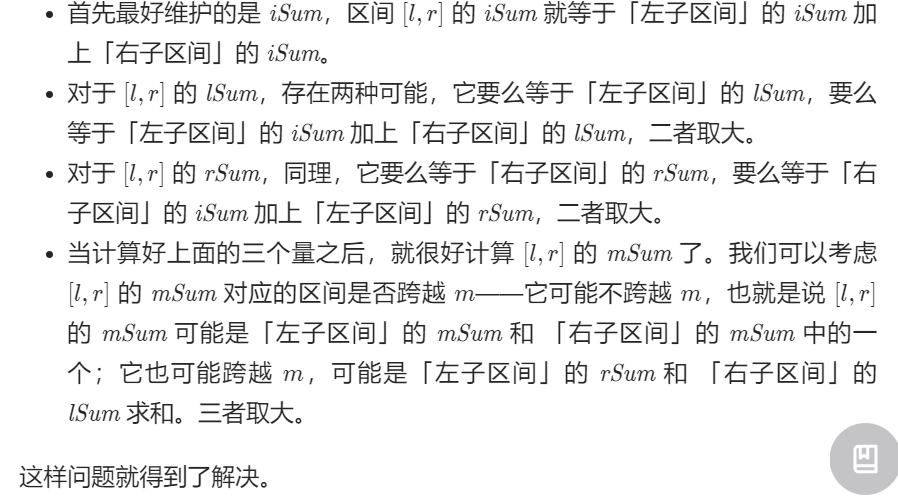 • 首先最好维护的是 iSum，区间 [l, r] 的 iSum 就等于「左子区间」的 iSum 加
上「右子区间」的 iSum。
• 对于 [l, r] 的 lSum，存在两种可能，它要么等于「左子区间」的 lSum，要么
等于「左子区间」的 iSum 加上「右子区间」的 lSum，二者取大。
• 对于 [l, r] 的 rSum，同理，它要么等于「右子区间」的 rSum，要么等于「右
子区间」的 iSum 加上「左子区间」的 rSum，二者取大。
• 当计算好上面的三个量之后，就很好计算 [l, r] 的 mSum 了。我们可以考虑
[l, r] 的 mSum 对应的区间是否跨越 m——它可能不跨越 m，也就是说 [l, r]
的 mSum 可能是「左子区间」的 mSum 和 「右子区间」的 mSum 中的一
个；它也可能跨越 m，可能是「左子区间」的 rSum 和 「右子区间」的
lSum 求和。三者取大。
这样问题就得到了解决。